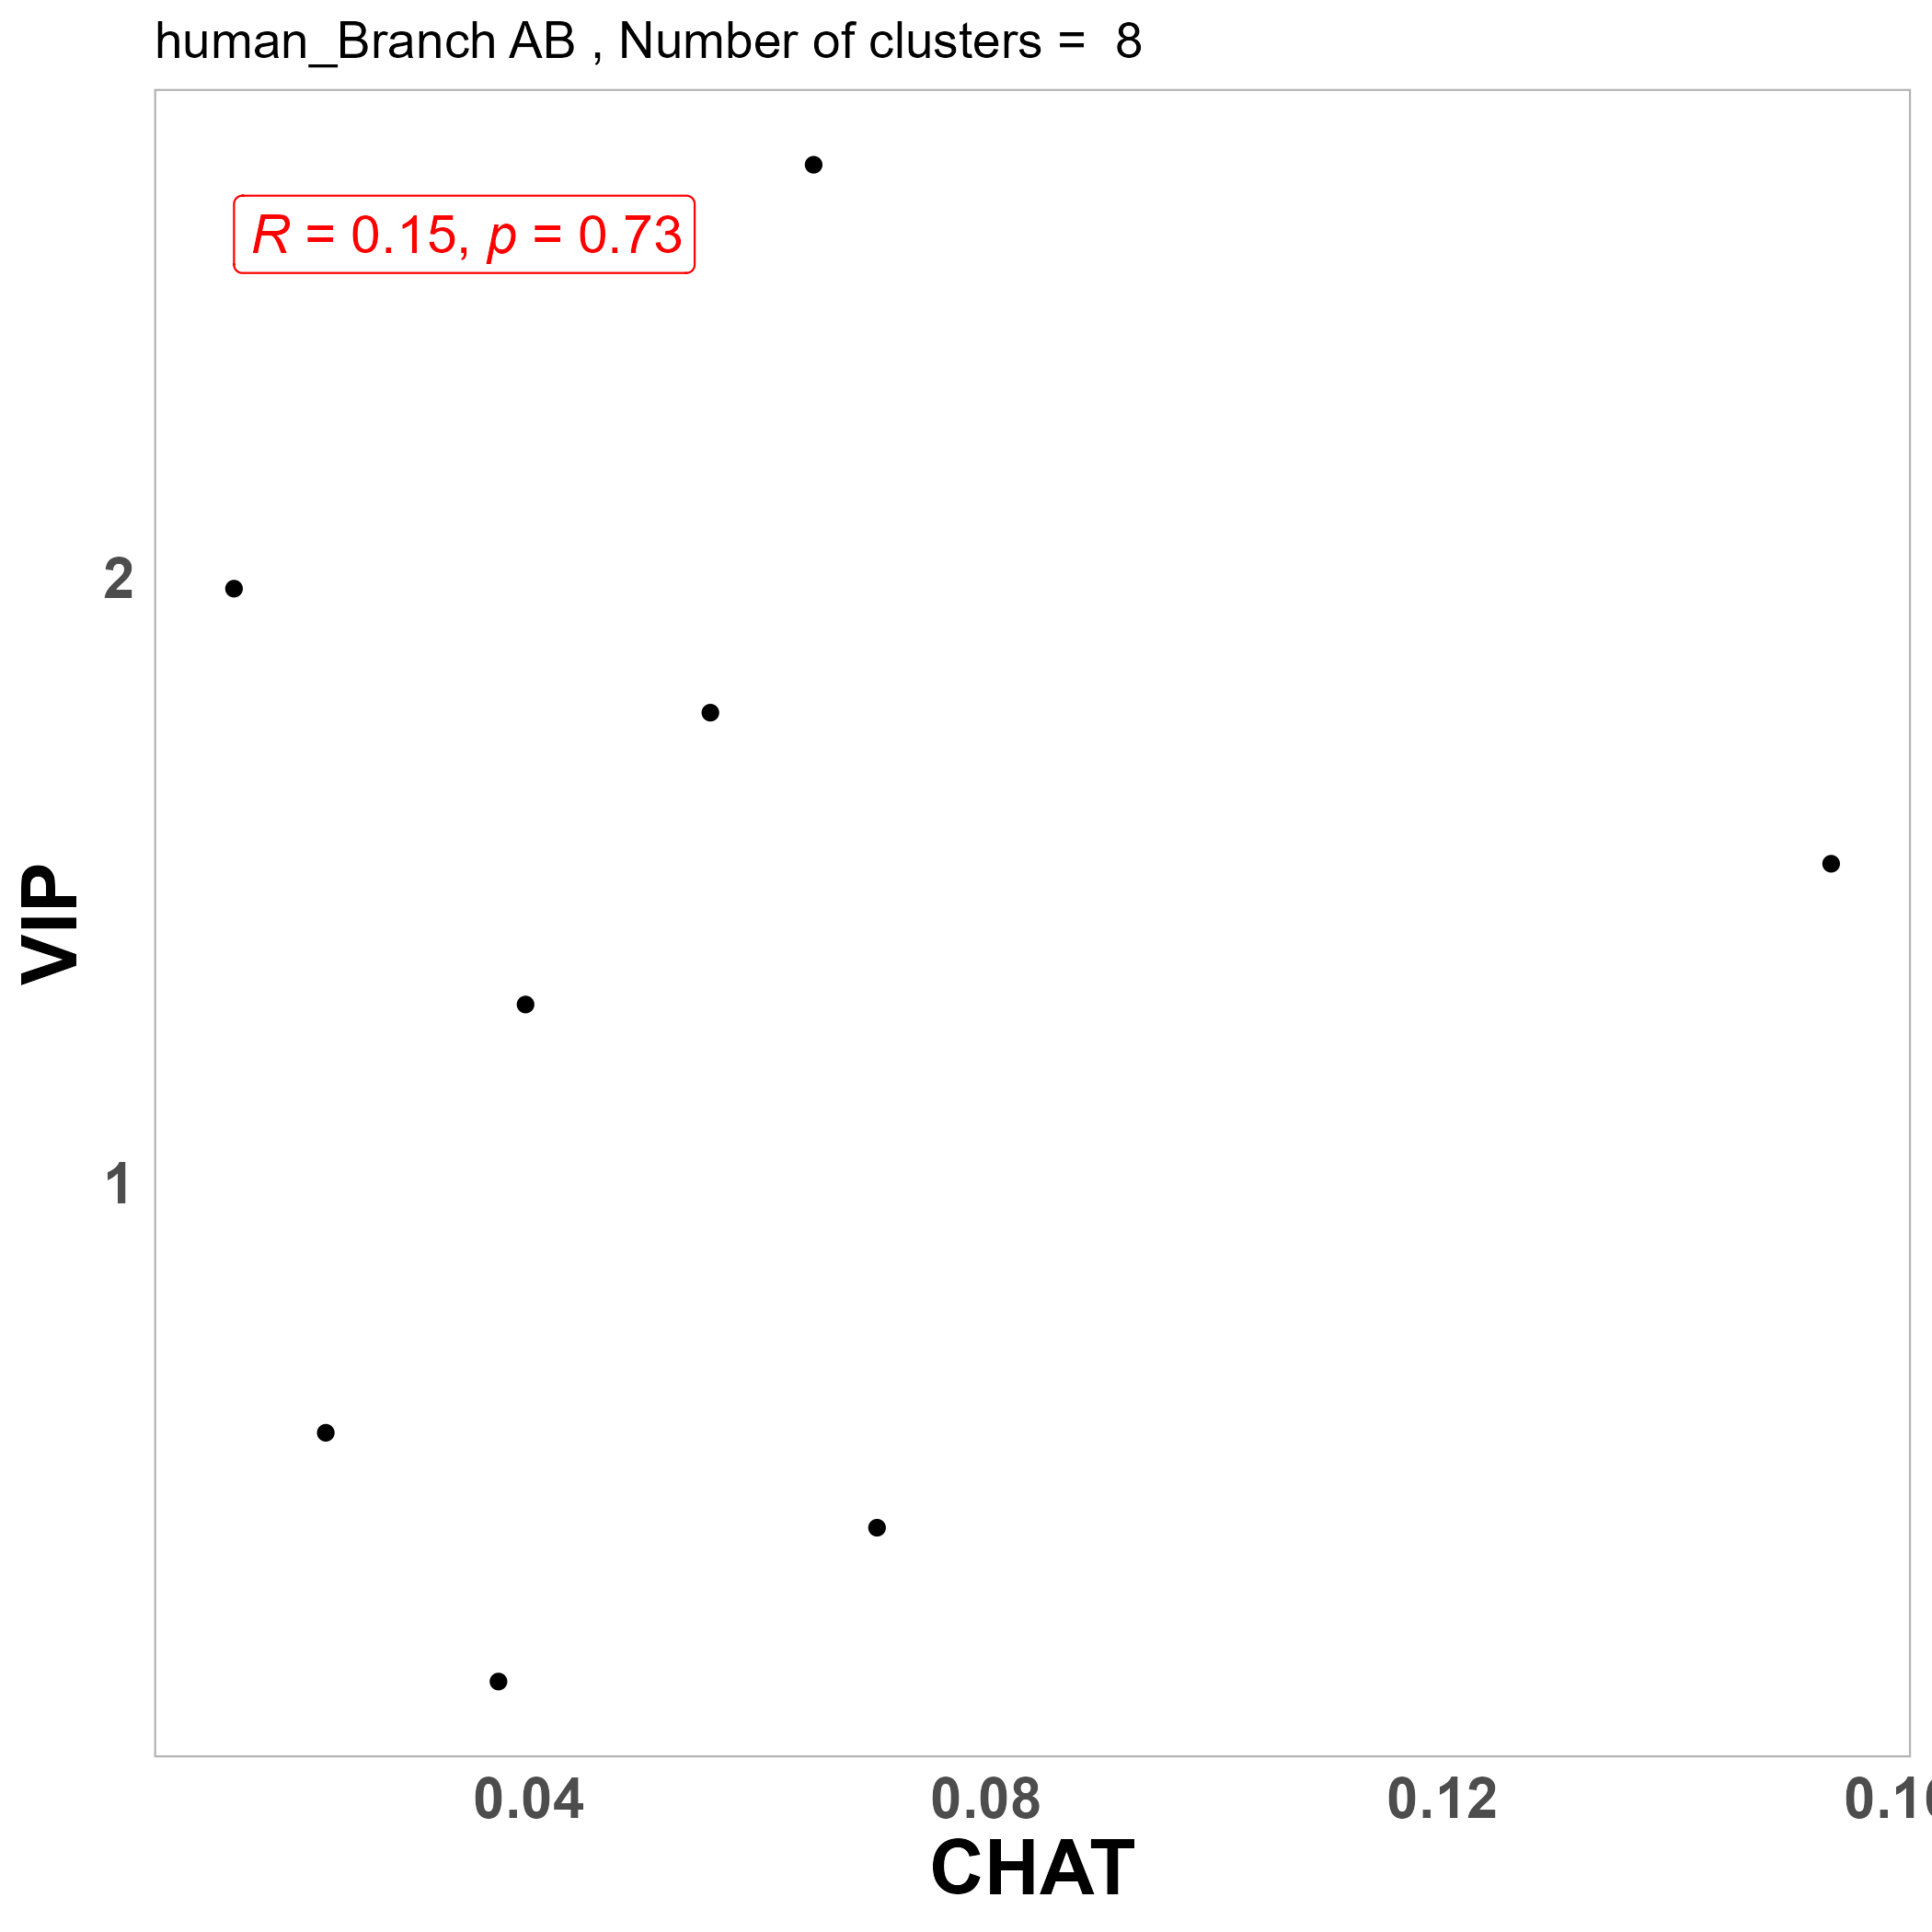 human_Branch AB , Number of clusters =  8
R = 0.15, p = 0.73
2
1
VIP
0.04 0.08 0.12
CHAT